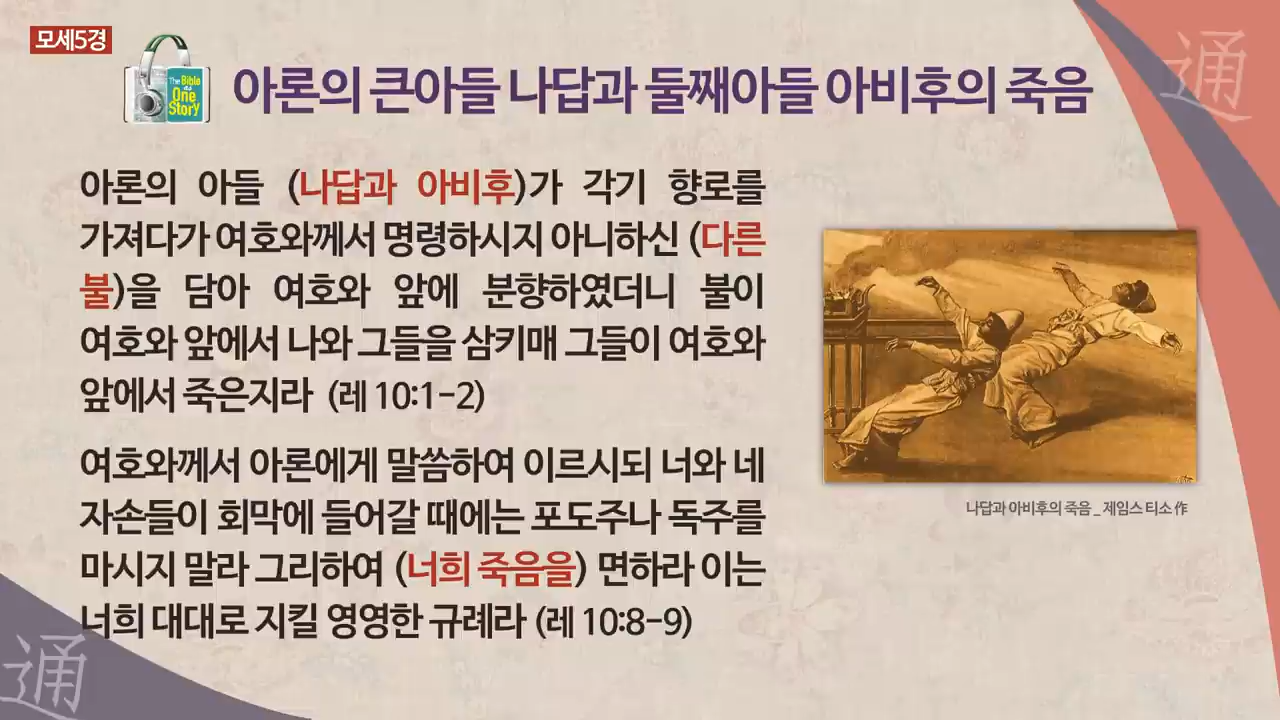 모세5경
The Bible
as
One
Story
아론의 큰아들 나답과 둘째아들 아비후의 죽음
아론의 아들 (나답과 아비후)가 각기 향로를
가져다가 여호와께서 명령하시지 아니하신 (다른
불)을 담아 여호와 앞에 분향하였더니 불이
여호와 앞에서 나와 그들을 삼키매 그들이 여호와
앞에서 죽은지라 (레 10:1-2)
여호와께서 아론에게 말씀하여 이르시되 너와 네
자손들이 회막에 들어갈 때에는 포도주나 독주를
마시지 말라 그리하여 (너희 죽음을) 면하라 이는
너희 대대로 지킬 영영한 규례라 (레 10:8-9)
나답과 아비후의 죽음_제임스 티소 作
通
通